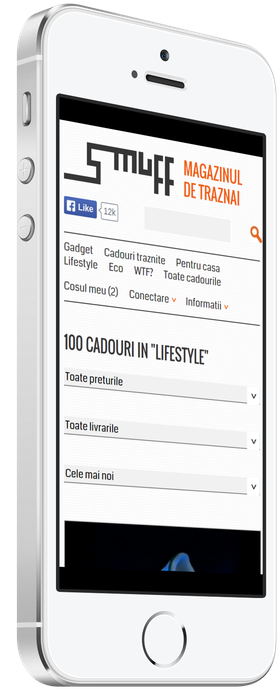 smuff
MAGAZINUL
DE TRAZNAI
Like 12k
Gadget Cadouri traznite Pentru casa
Lifestyle Eco WTF? Toate cadourile
Cosul meu (2) Conectare Informatii
100 CADOURI IN "LIFESTYLE"
Toate preturile
Toate livrarile
Cele mai noi